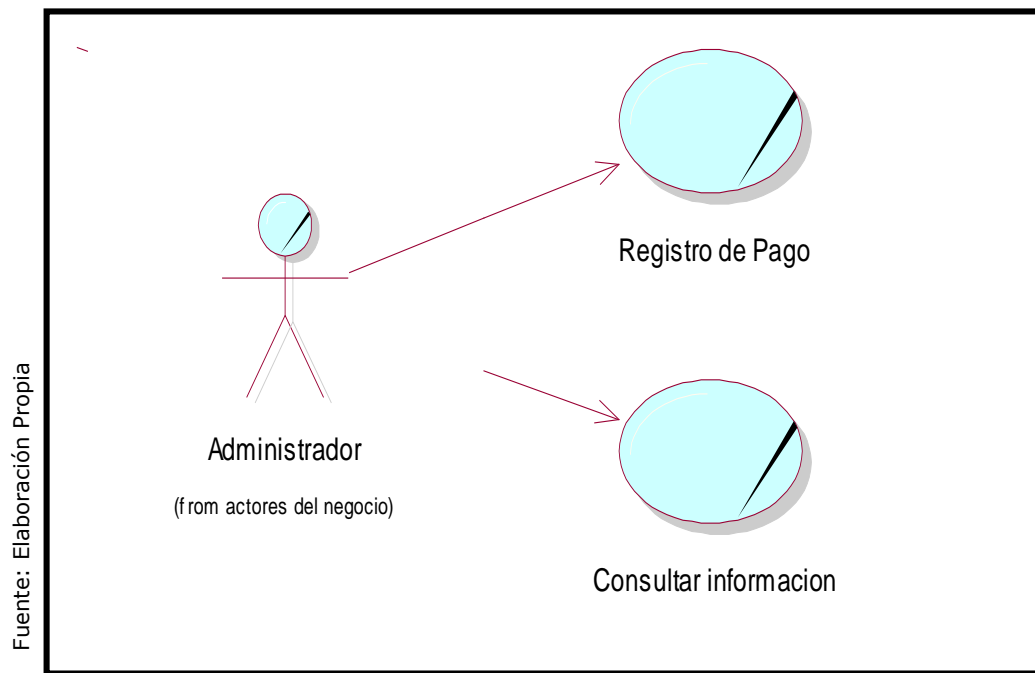 Registro de Pago
Administrador
(from actores del negocio)
Consultar informacion
Fuente: Elaboración Propia